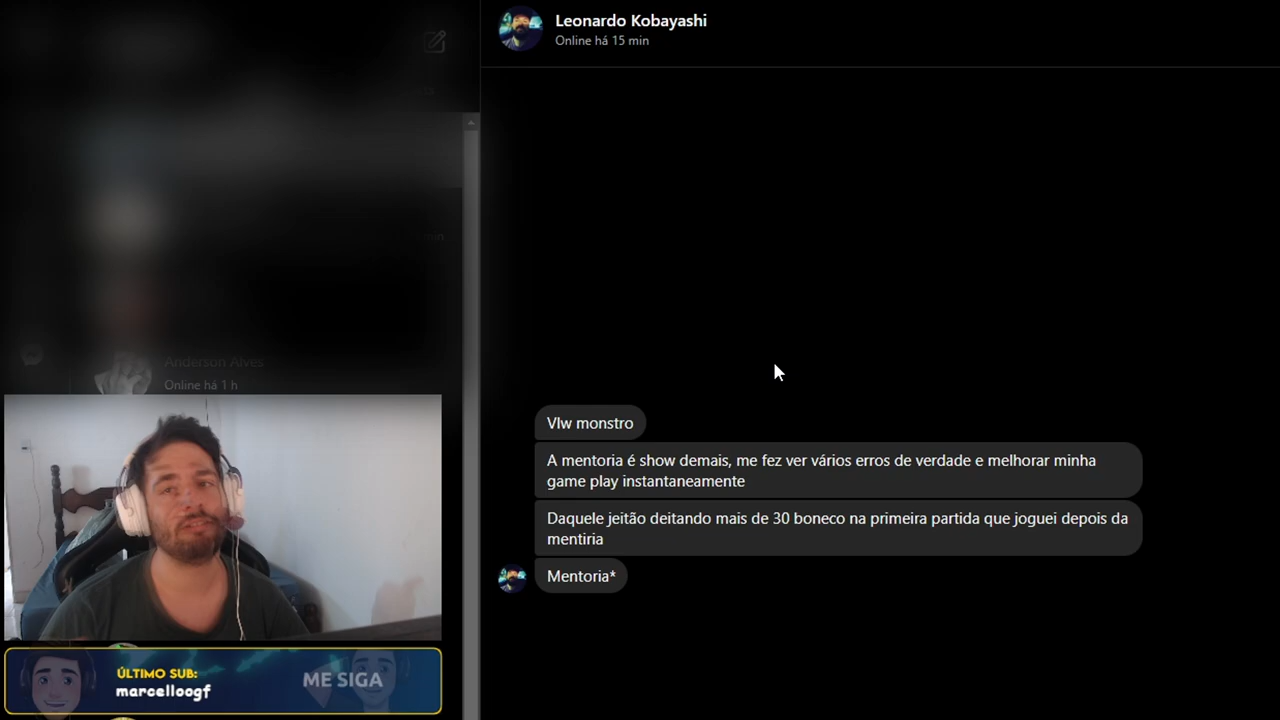 Leonardo Kobayashi
Online há 15 min
min
Anderson Alves
Online há 1 h
Vlw monstro
A mentoria é show demais, me fez ver vários erros de verdade e melhorar minha
game play instantaneamente
Daquele jeitão deitando mais de 30 boneco na primeira partida que joguei depois da
mentiria
Mentoria*
ÚLTIMO SUB:
marcelloogf
ME SIGA